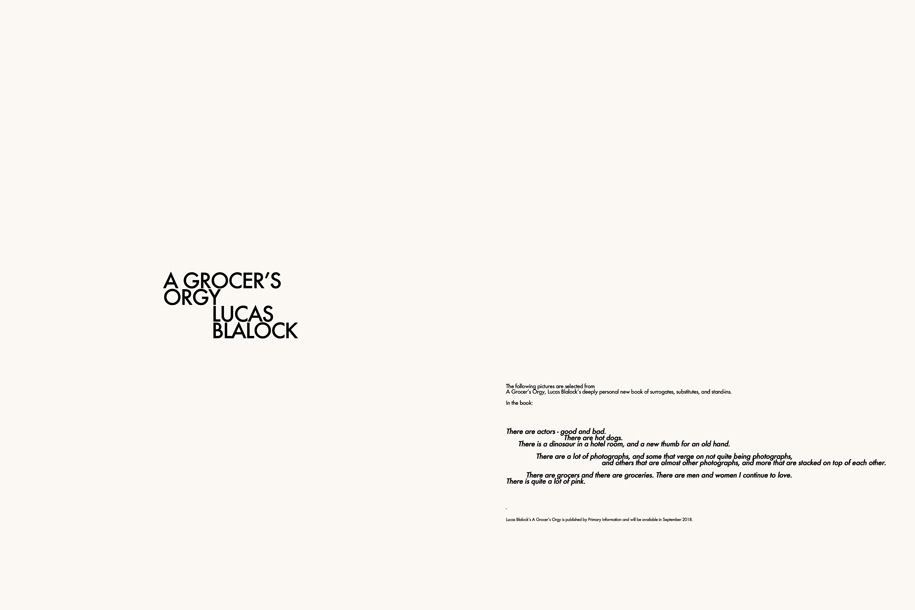 A GROCER'S
ORGY
LUCAS
BLALOCK
The following pictures are selected from
A Grocer's Orgy, Lucas Blalock's deeply personal new book of surrogates, substitutes, and stand-ins.
In the book:
There are actors - good and bad.
There are hot dogs.
There is a dinosaur in a hotel room, and a new thumb for an old hand.
There are a lot of photographs, and some that verge on not quite being photographs,
and others that are almost other photographs, and more that are stacked on top of each other.
There are grocers and there are groceries. There are men and women I continue to love.
There is quite a lot of pink.
.
Lucas Blalock's A Grocer's Orgy is published by Primary Information and will be available in September 2018.